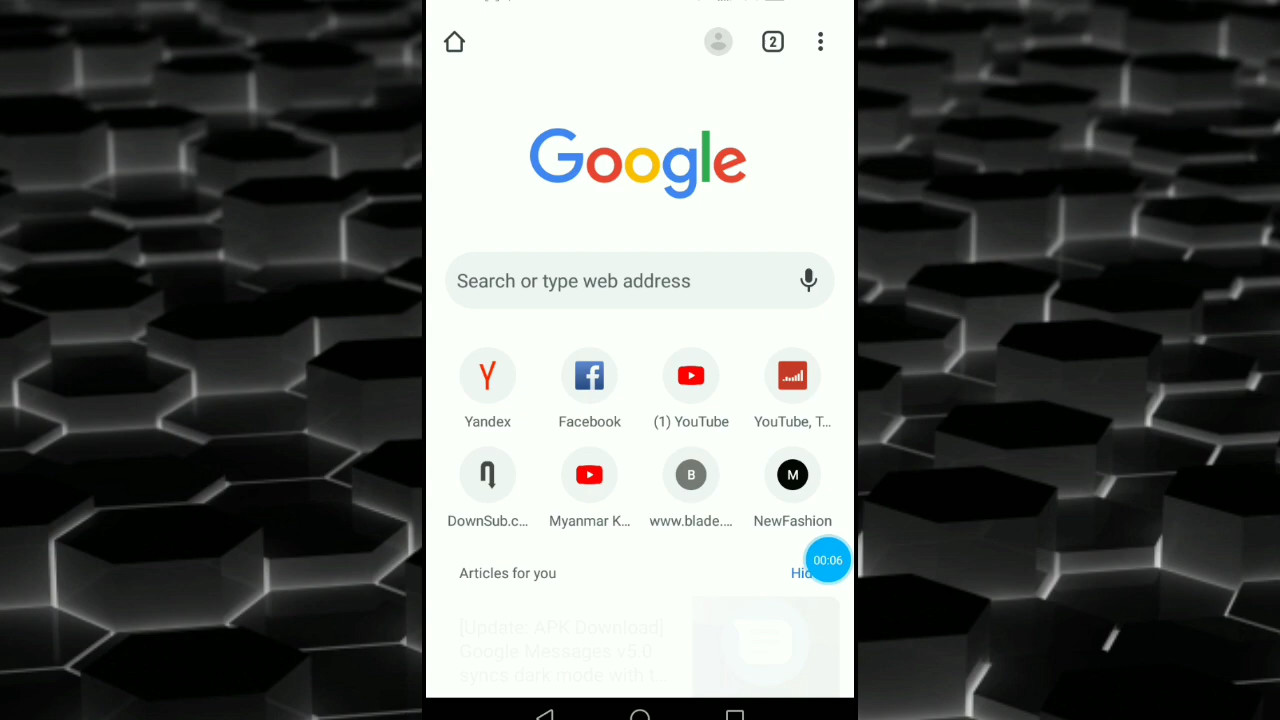 2
Google
Search or type web address
Yandex
Facebook
(1) YouTube
YouTube, T...
DownSub.c...
B
M
Myanmar K...
www.blade....
NewFashion
00:06
Articles for you
Hid
[Update: APK Download]
Google Messages v5.0
syncs dark mode with t...